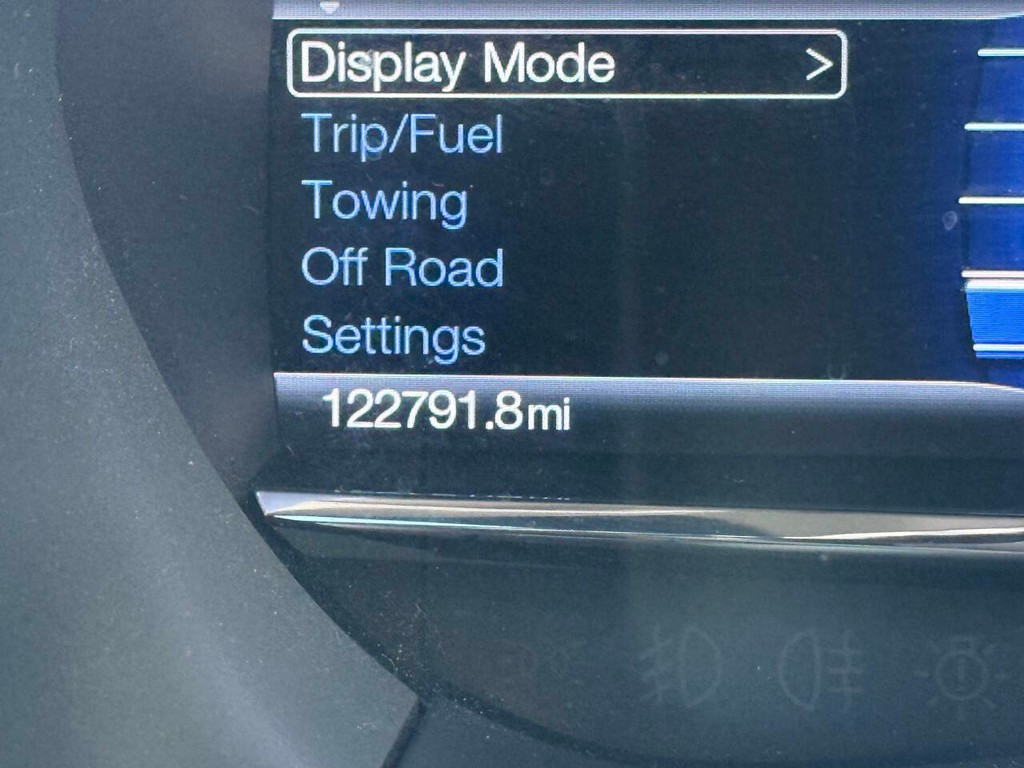 Display Mode >
Trip/Fuel
Towing
Off Road
Settings
122791.8mi